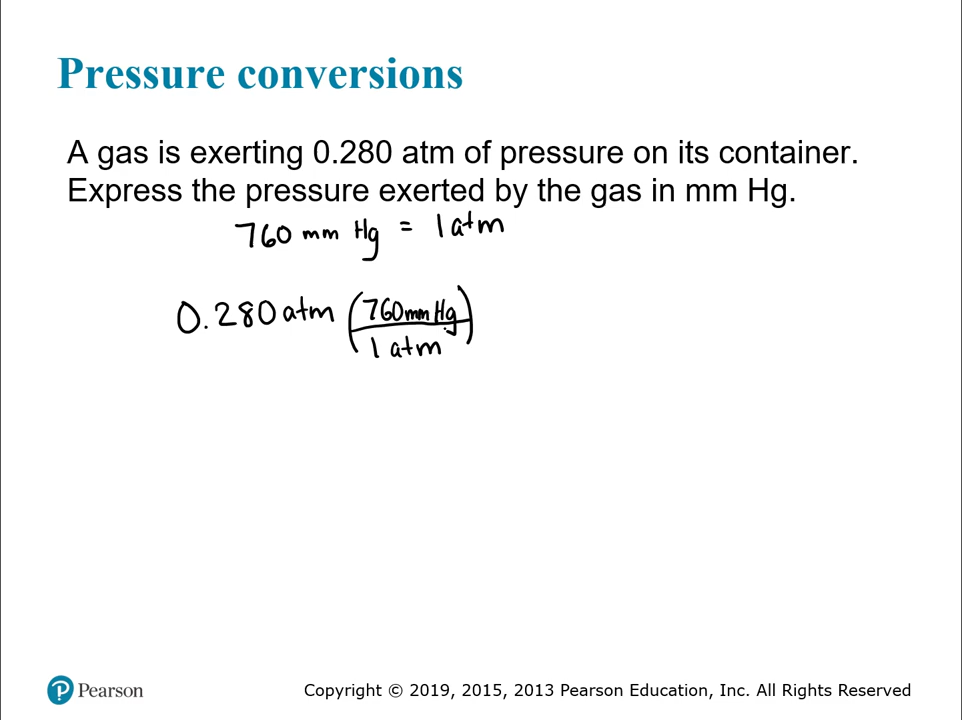 Pressure conversions
A gas is exerting 0.280 atm of pressure on its container.
Express the pressure exerted by the gas in mm Hg.
760 mm Hg = 1 atm
0.280 atm (760 mm Hg / 1 atm)
Pearson
Copyright © 2019, 2015, 2013 Pearson Education, Inc. All Rights Reserved